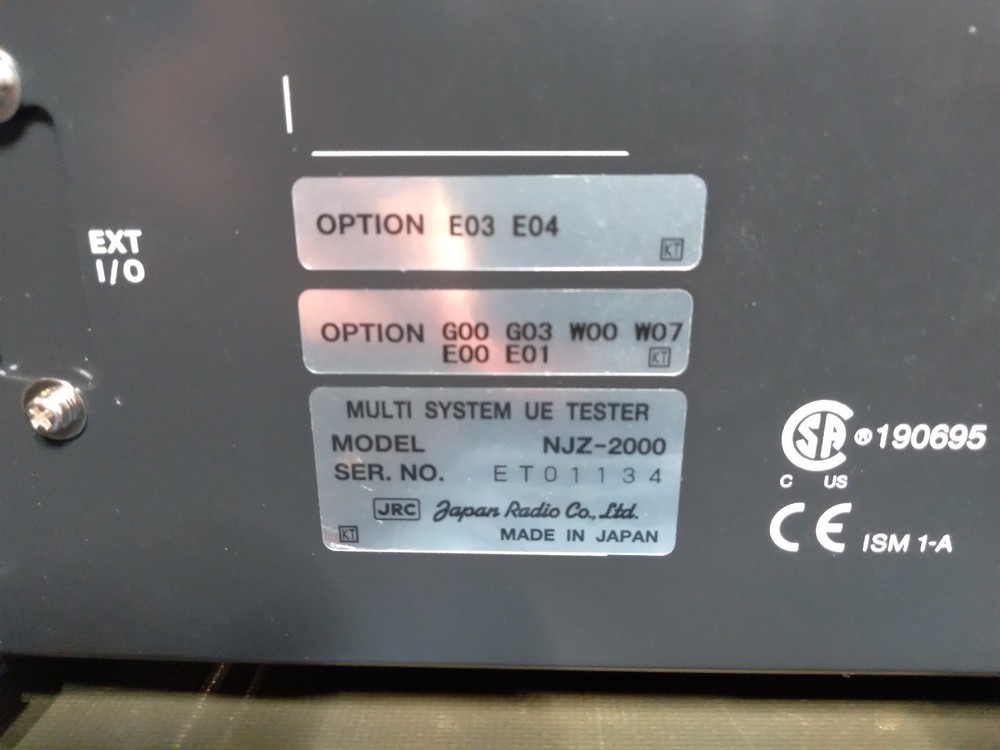 EXT
I/O
OPTION E03 E04
KT
OPTION G00 G03 W00 W07
E00 E01
KT
MULTI SYSTEM UE TESTER
MODEL NJZ-2000
SER. NO. ET01134
JRC Japan Radio Co., Ltd.
KT MADE IN JAPAN
SA ® 190695
C US
CE ISM 1-A